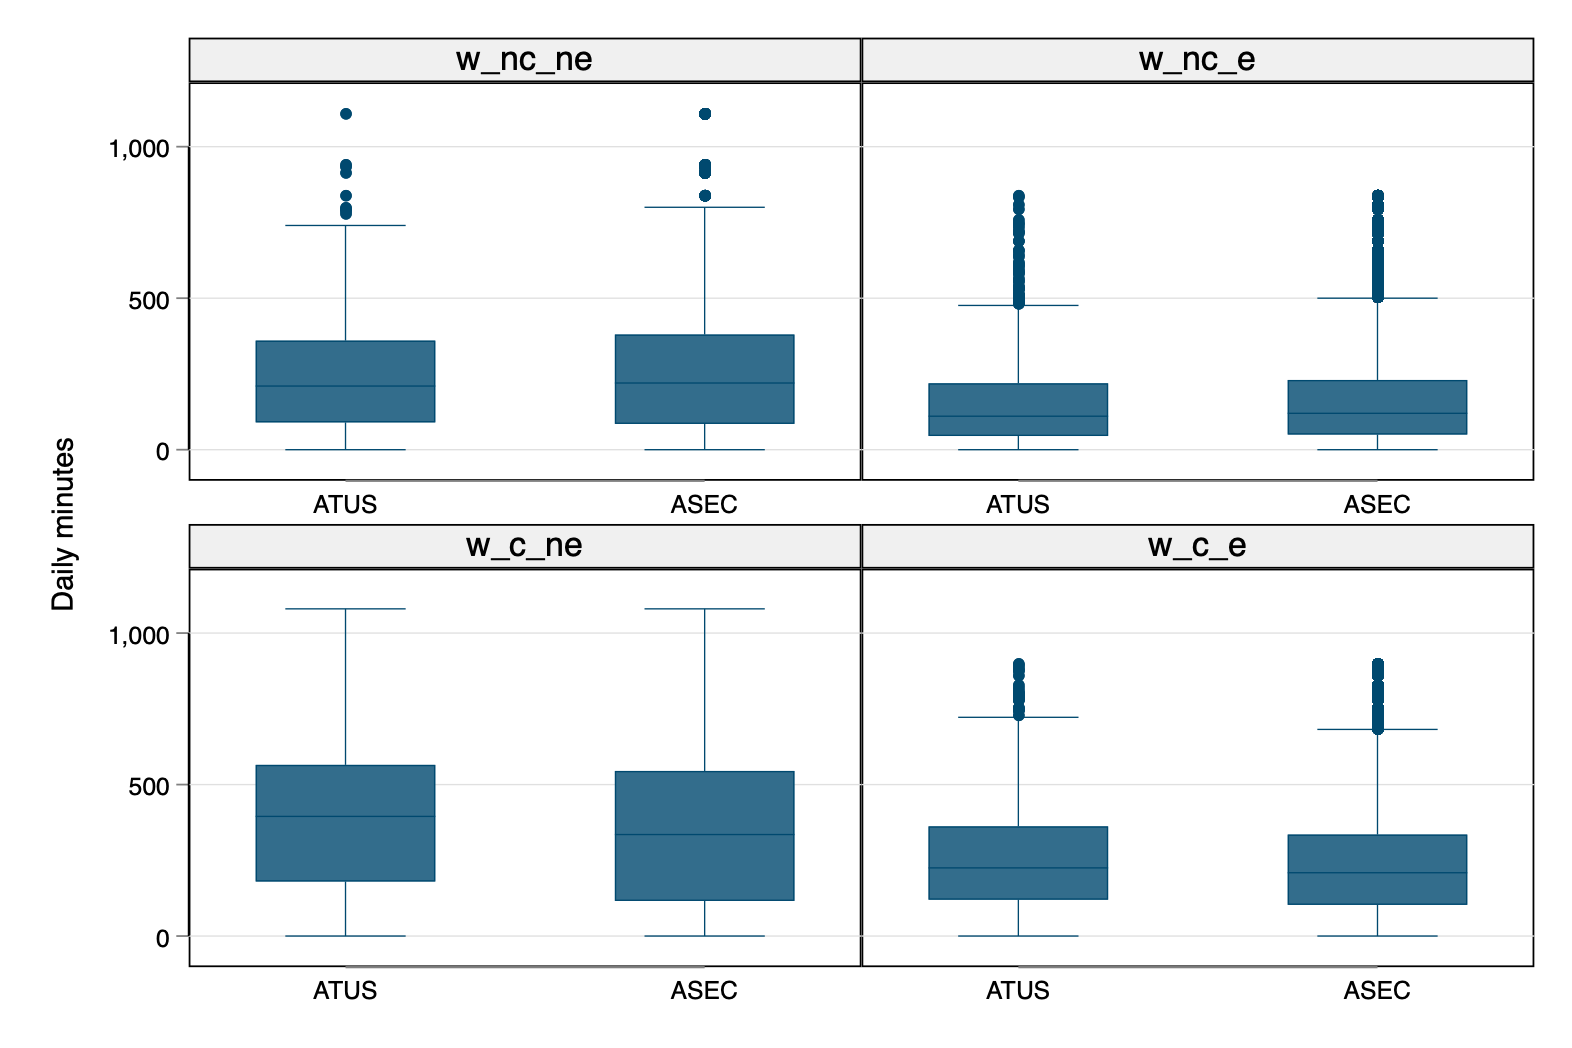 Daily minutes
w_nc_ne
w_nc_e
1,000
500
0
ATUS
ASEC
ATUS
ASEC
w_c_ne
w_c_e
1,000
500
0
ATUS
ASEC
ATUS
ASEC